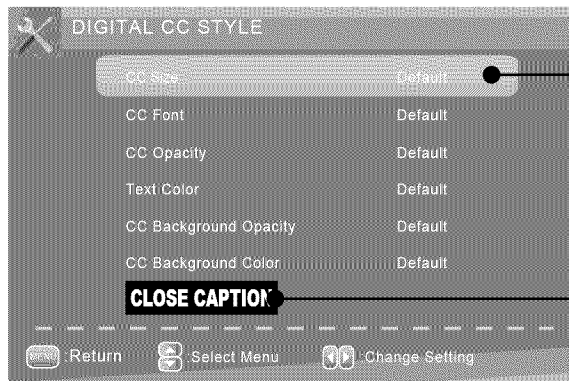 DIGITAL CC STYLE
CC Size Default
CC Font Default
CC Opacity Default
Text Color Default
CC Background Opacity Default
CC Background Color Default
CLOSE CAPTION
MENU :Return :Select Menu :Change Setting